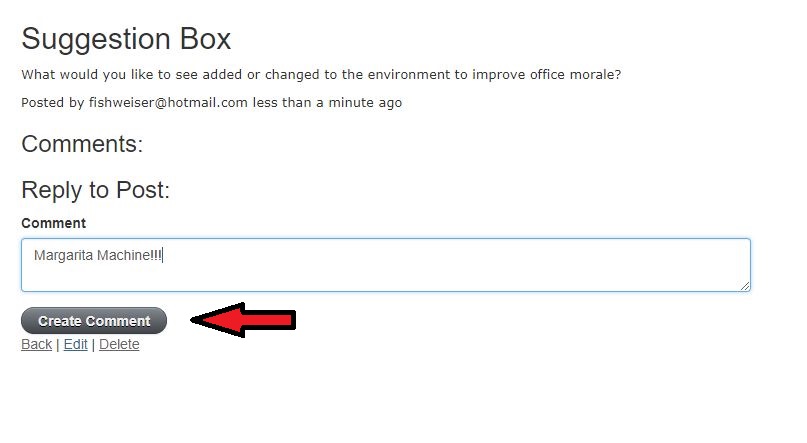 Suggestion Box
What would you like to see added or changed to the environment to improve office morale?
Posted by fishweiser@hotmail.com less than a minute ago
Comments:
Reply to Post:
Comment
Margarita Machine!!!
Create Comment
Back | Edit | Delete